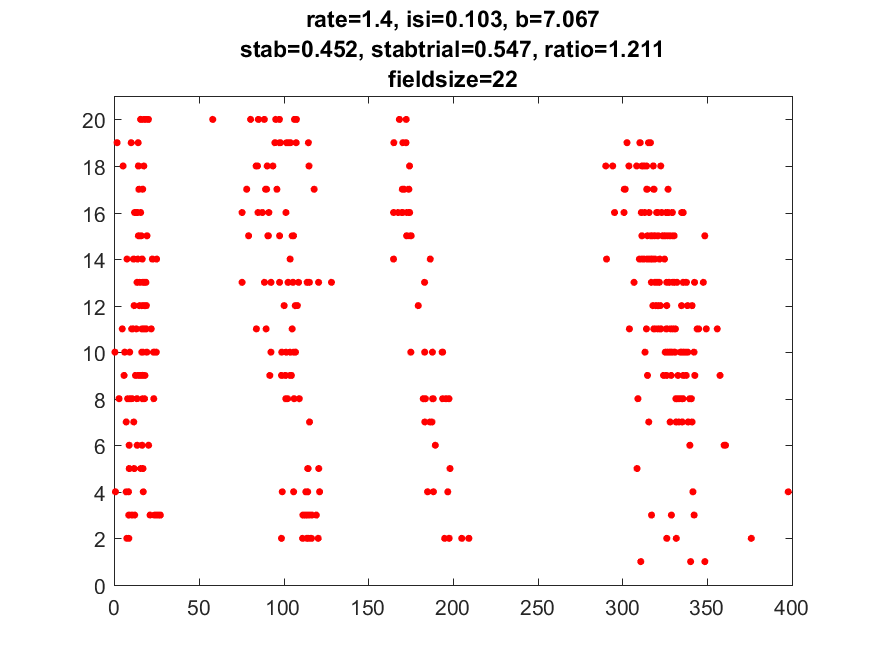 rate=1.4, isi=0.103, b=7.067
stab=0.452, stabtrial=0.547, ratio=1.211
fieldsize=22
20
18
16
14
12
10
8
6
4
2
0
0 50 100 150 200 250 300 350 400